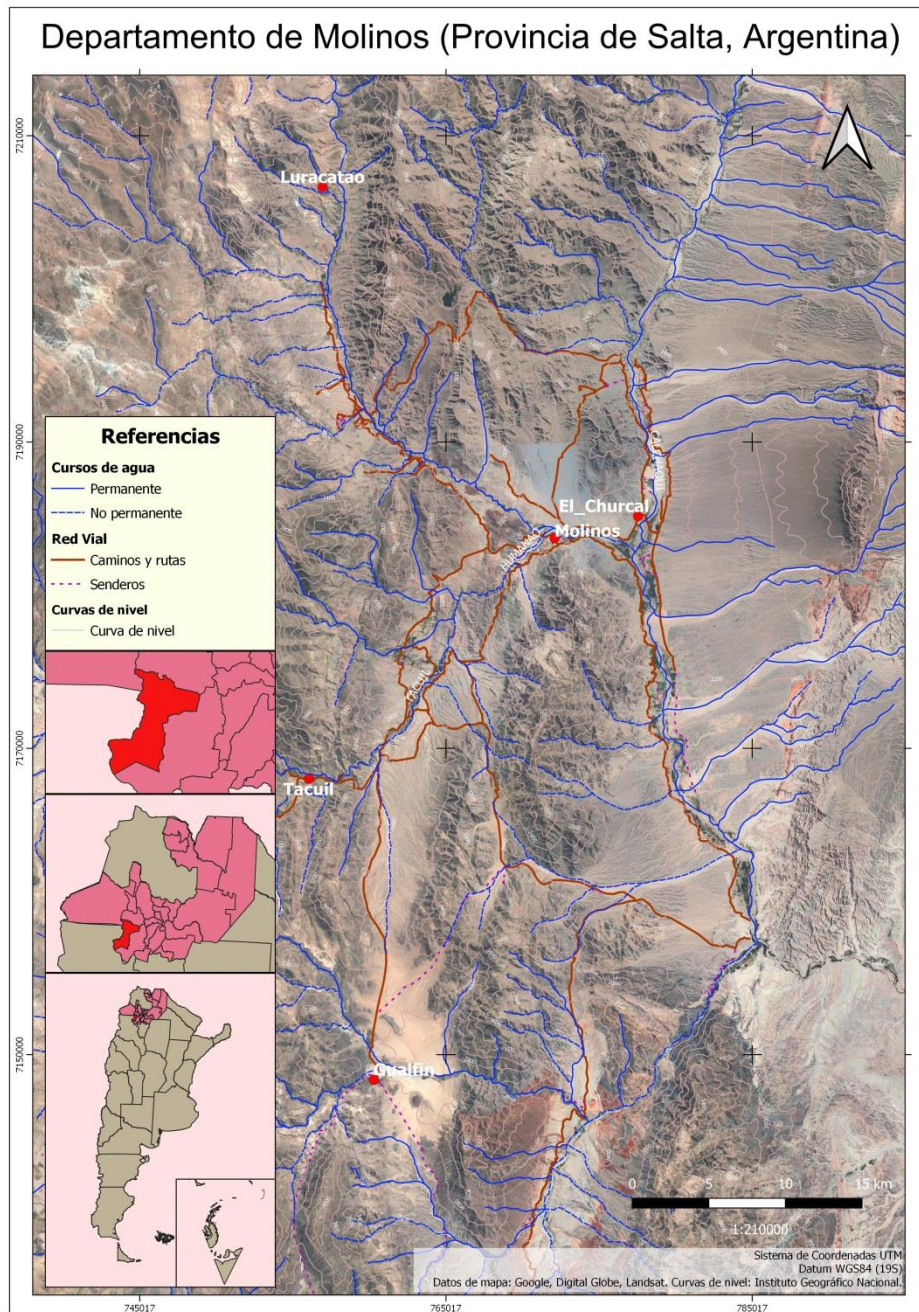 Departamento de Molinos (Provincia de Salta, Argentina)
7210000
Luracatao
7190000
Referencias
Cursos de agua
Permanente
No permanente
Red Vial
Caminos y rutas
Senderos
Curvas de nivel
Curva de nivel
CALCHAQUI
El_Churcal
Molinos
HUMANAO
TACUIL
7170000
Tacuil
7150000
Gualfin
0 5 10 15 km
1:210000
Sistema de Coordenadas UTM
Datum WGS84 (19S)
Datos de mapa: Google, Digital Globe, Landsat. Curvas de nivel: Instituto Geográfico Nacional.
745017 765017 785017